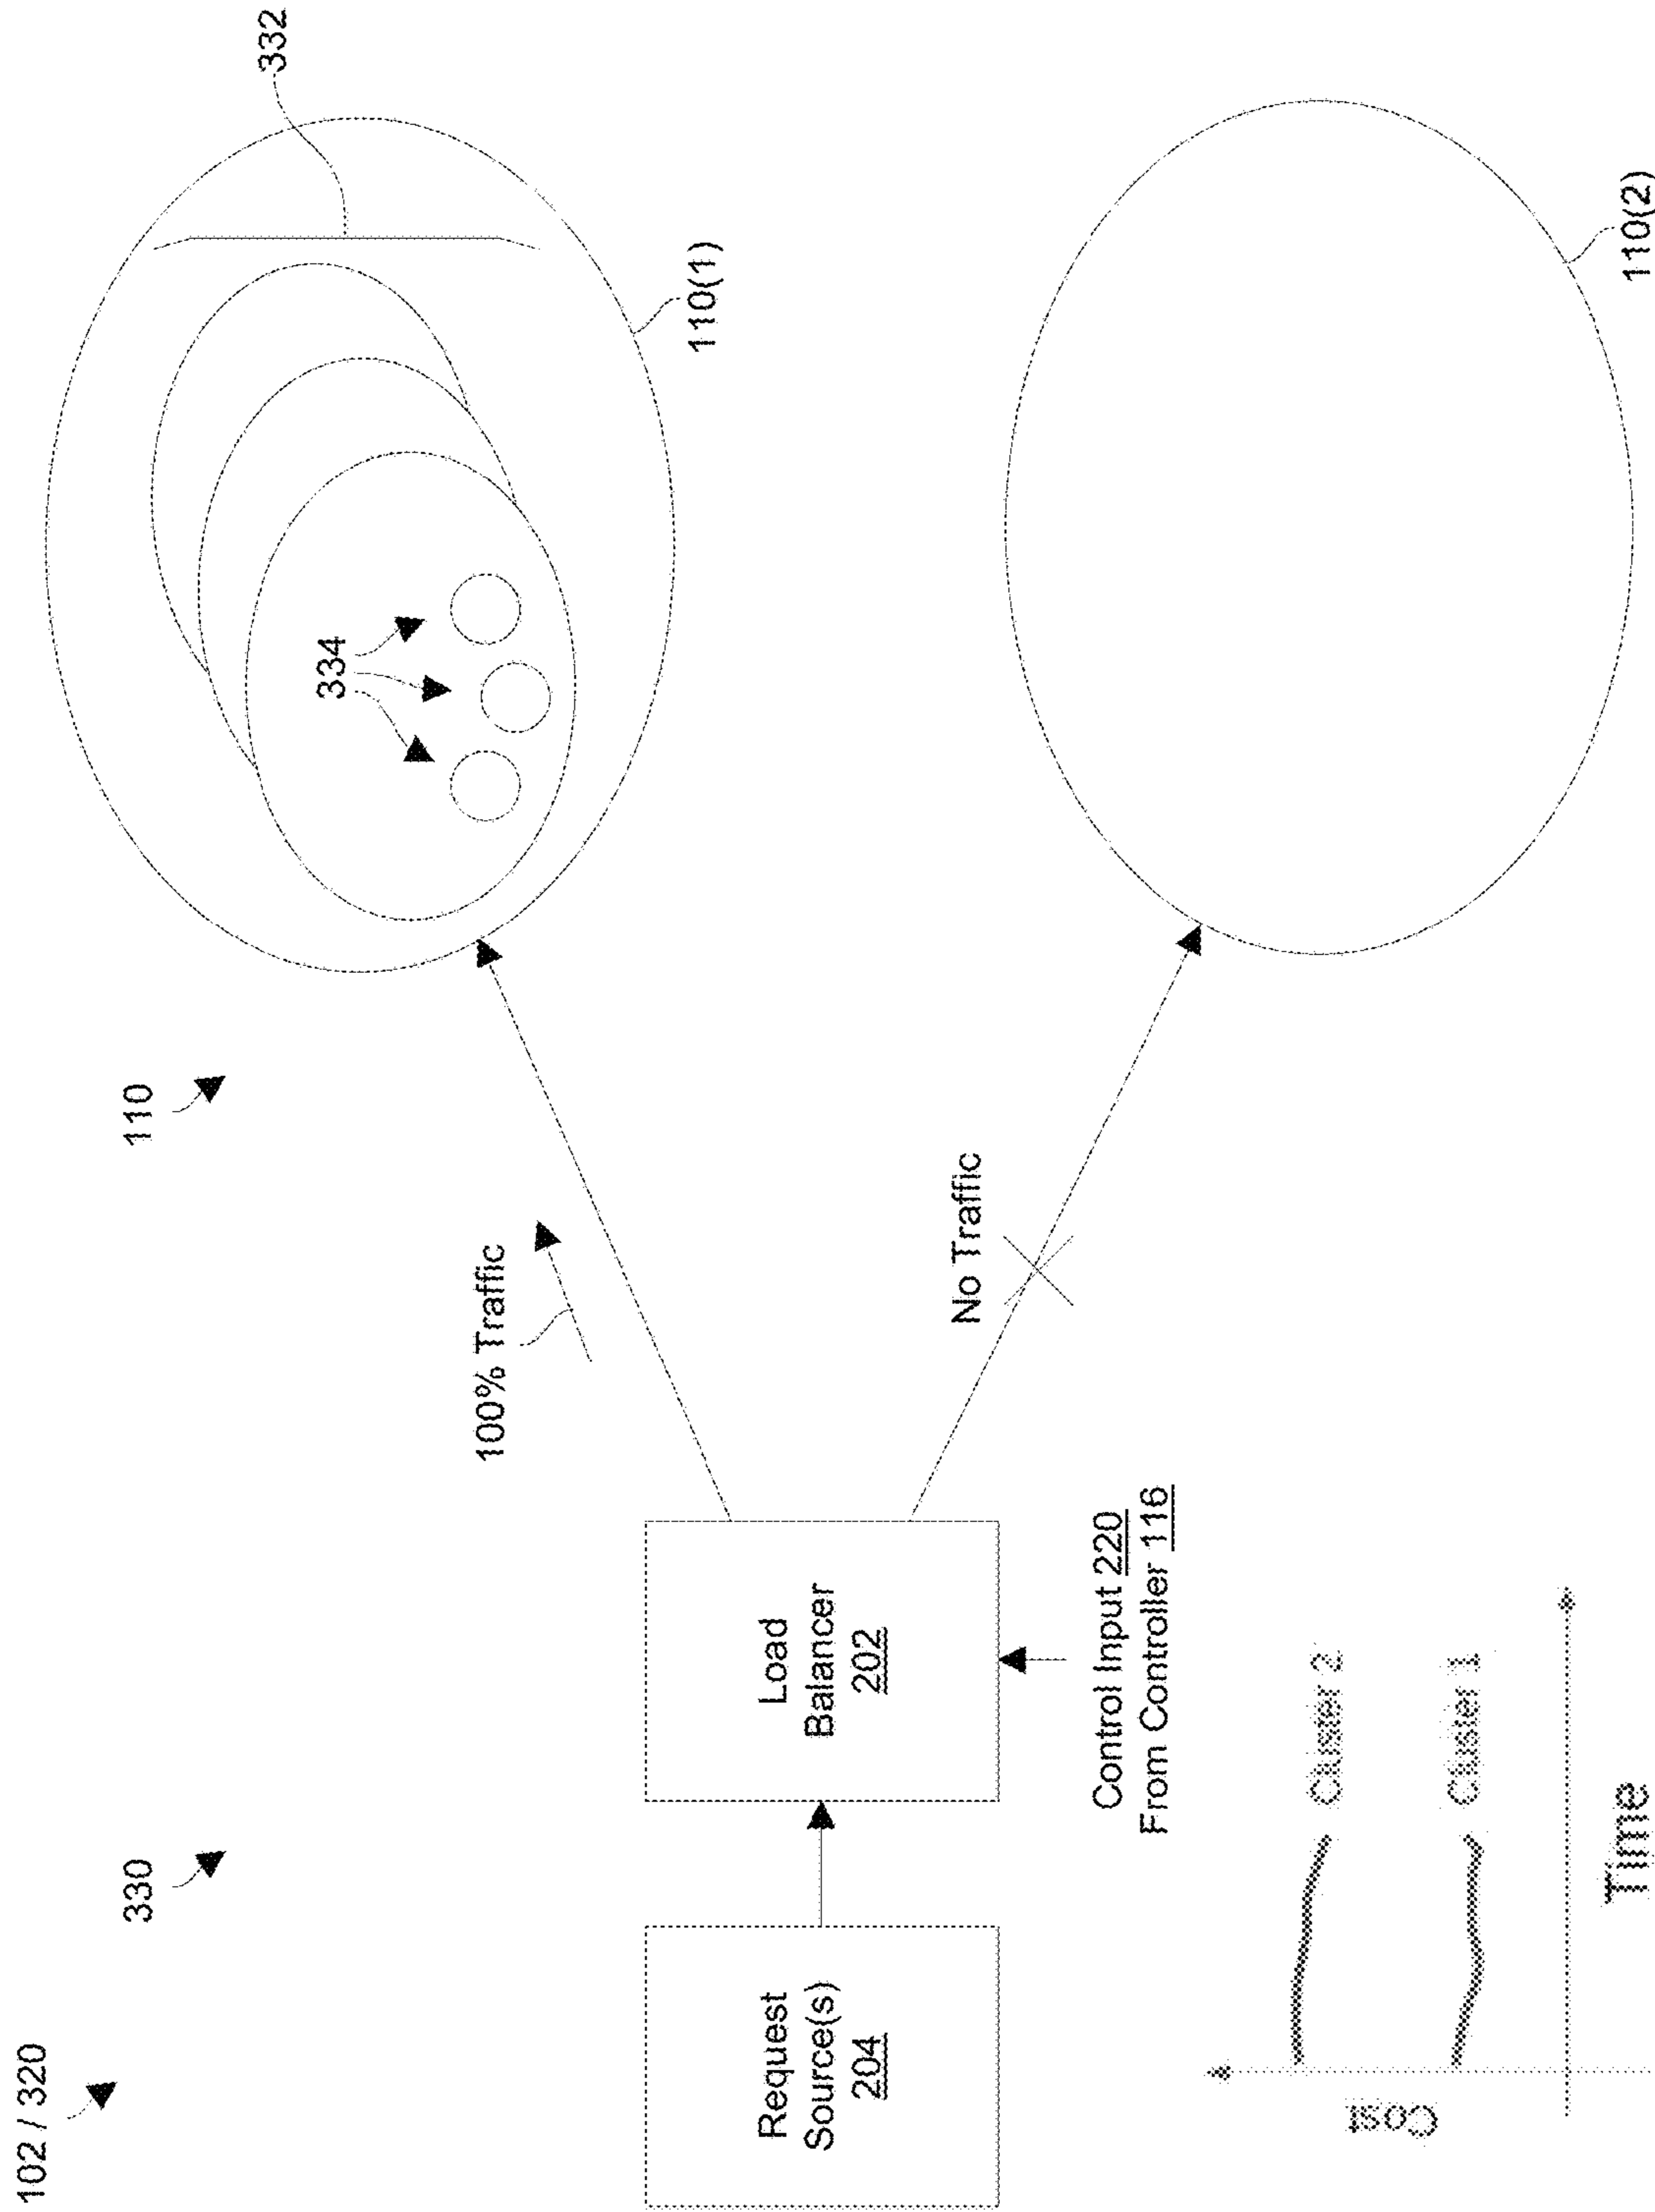 102 / 320
330
110
332
334
110(1)
100% Traffic
No Traffic
Request
Source(s)
204
Load
Balancer
202
Control Input 220
From Controller 116
110(2)
Cost
Cluster 2
Cluster 1
Time